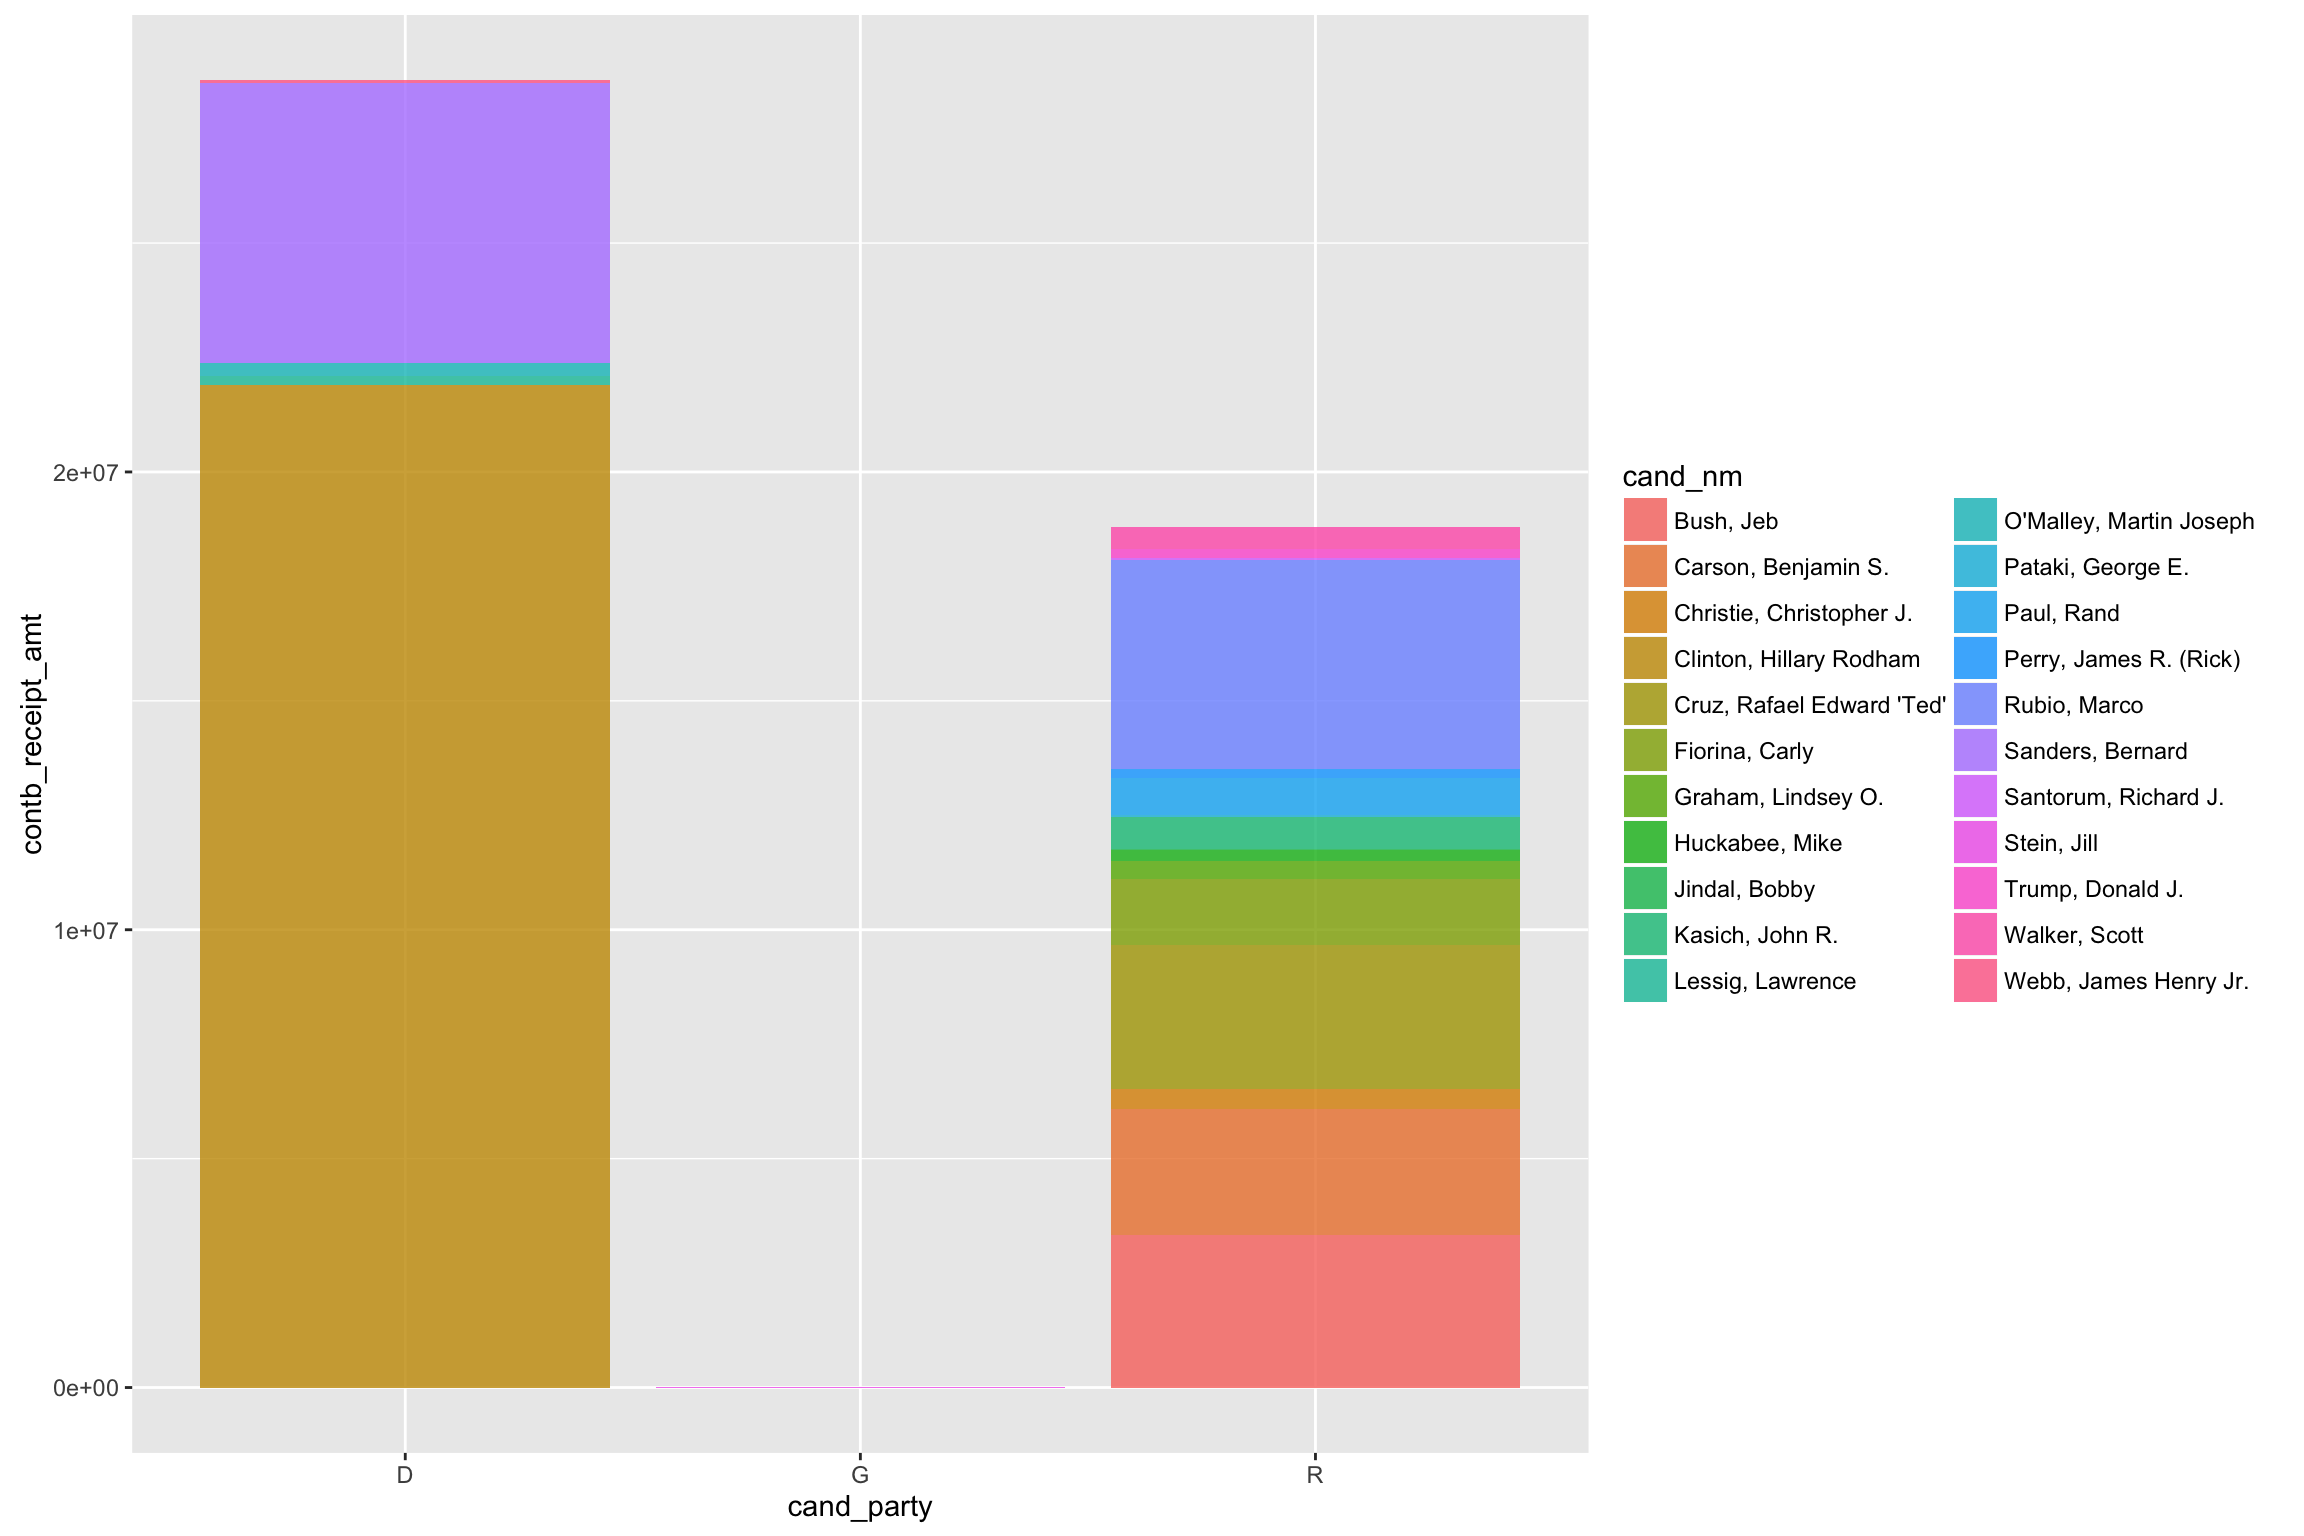 contb_receipt_amt
2e+07
1e+07
0e+00
D
G
R
cand_party
cand_nm
Bush, Jeb
Carson, Benjamin S.
Christie, Christopher J.
Clinton, Hillary Rodham
Cruz, Rafael Edward 'Ted'
Fiorina, Carly
Graham, Lindsey O.
Huckabee, Mike
Jindal, Bobby
Kasich, John R.
Lessig, Lawrence
O'Malley, Martin Joseph
Pataki, George E.
Paul, Rand
Perry, James R. (Rick)
Rubio, Marco
Sanders, Bernard
Santorum, Richard J.
Stein, Jill
Trump, Donald J.
Walker, Scott
Webb, James Henry Jr.